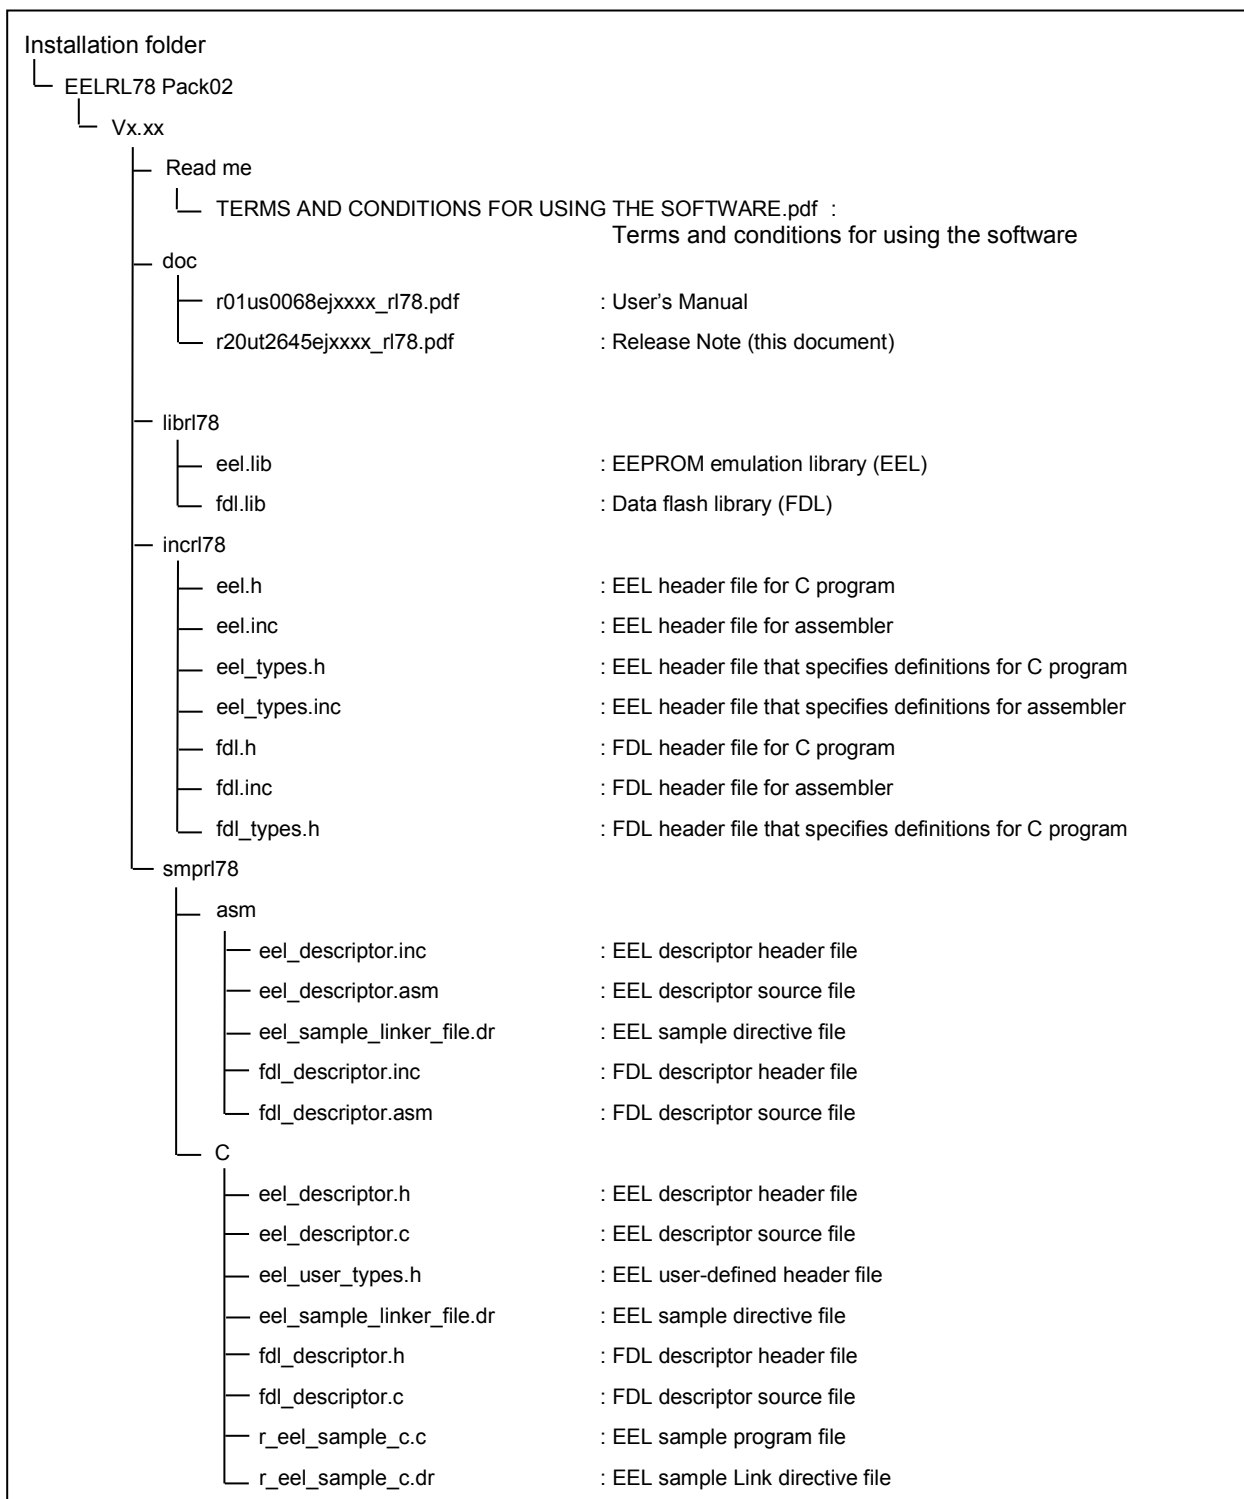 Installation folder
EELRL78 Pack02
Vx.xx
Read me
TERMS AND CONDITIONS FOR USING THE SOFTWARE.pdf :
Terms and conditions for using the software
doc
r01us0068ejxxxx_rl78.pdf : User's Manual
r20ut2645ejxxxx_rl78.pdf : Release Note (this document)
librl78
eel.lib : EEPROM emulation library (EEL)
fdl.lib : Data flash library (FDL)
incrl78
eel.h : EEL header file for C program
eel.inc : EEL header file for assembler
eel_types.h : EEL header file that specifies definitions for C program
eel_types.inc : EEL header file that specifies definitions for assembler
fdl.h : FDL header file for C program
fdl.inc : FDL header file for assembler
fdl_types.h : FDL header file that specifies definitions for C program
smprl78
asm
eel_descriptor.inc : EEL descriptor header file
eel_descriptor.asm : EEL descriptor source file
eel_sample_linker_file.dr : EEL sample directive file
fdl_descriptor.inc : FDL descriptor header file
fdl_descriptor.asm : FDL descriptor source file
C
eel_descriptor.h : EEL descriptor header file
eel_descriptor.c : EEL descriptor source file
eel_user_types.h : EEL user-defined header file
eel_sample_linker_file.dr : EEL sample directive file
fdl_descriptor.h : FDL descriptor header file
fdl_descriptor.c : FDL descriptor source file
r_eel_sample_c.c : EEL sample program file
r_eel_sample_c.dr : EEL sample Link directive file